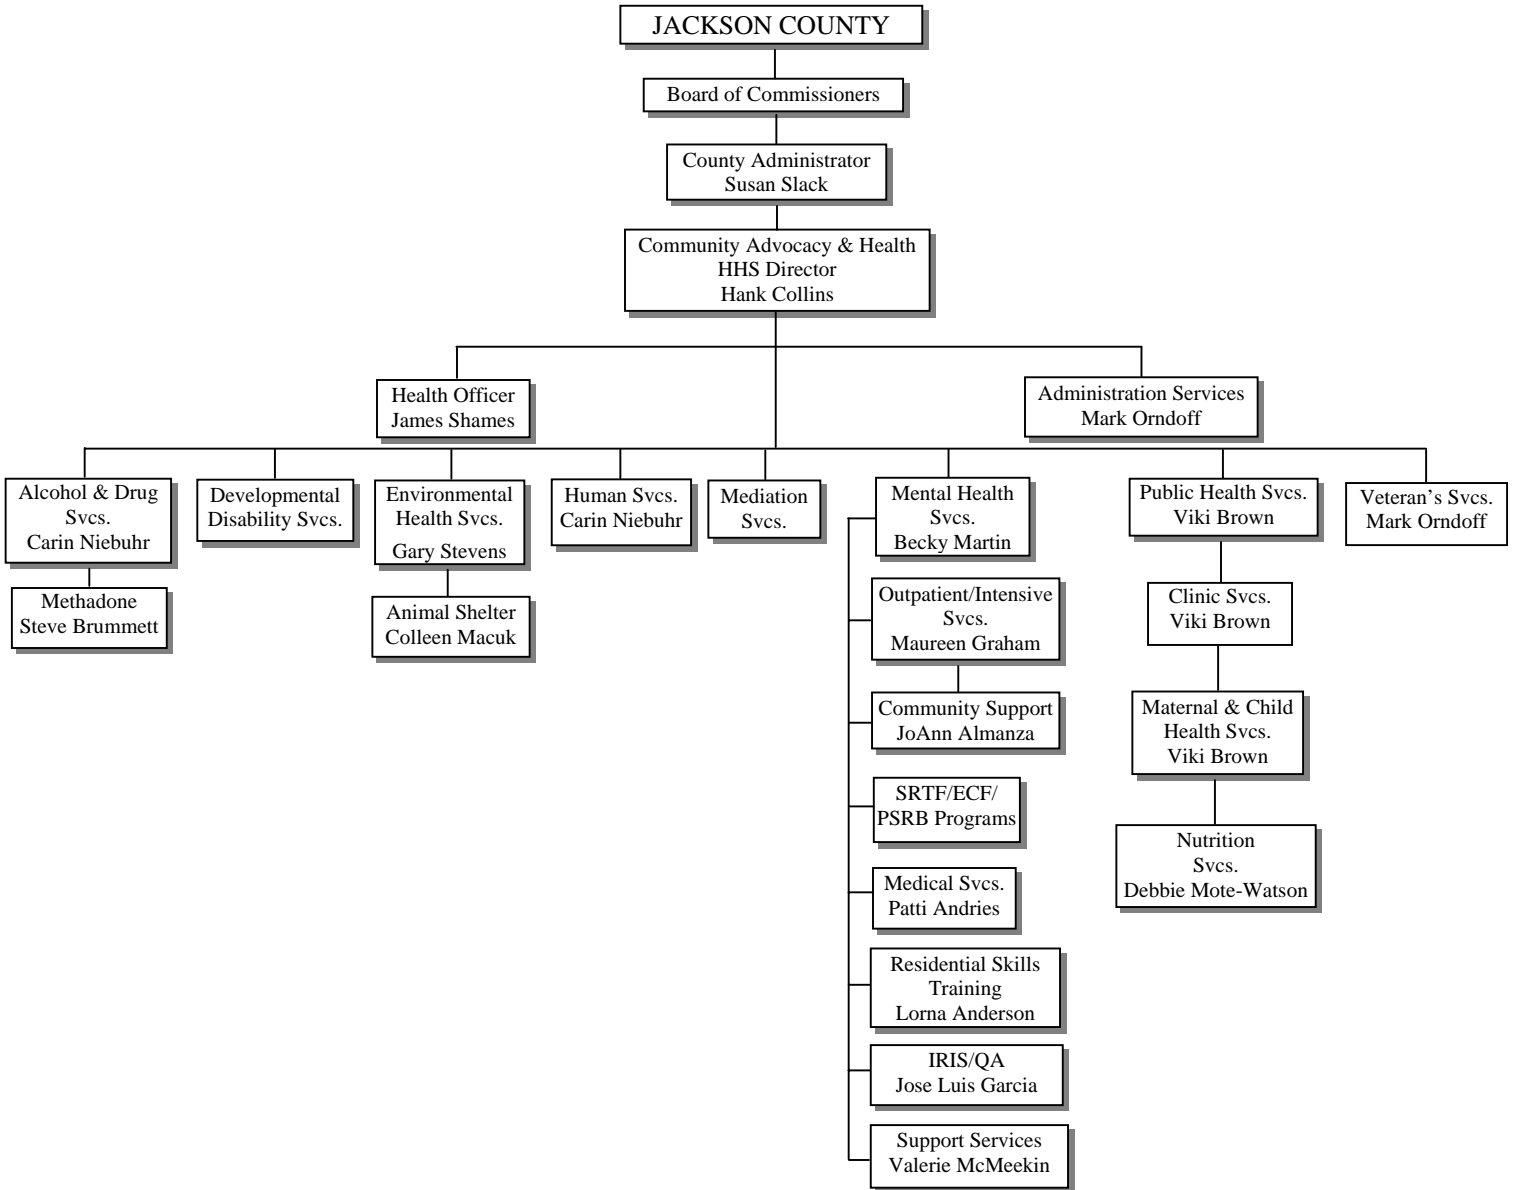 JACKSON COUNTY
Board of Commissioners
County Administrator
Susan Slack
Community Advocacy & Health
HHS Director
Hank Collins
Health Officer
James Shames
Administration Services
Mark Orndoff
Alcohol & Drug
Svcs.
Carin Niebuhr
Methadone
Steve Brummett
Developmental
Disability Svcs.
Environmental
Health Svcs.
Gary Stevens
Animal Shelter
Colleen Macuk
Human Svcs.
Carin Niebuhr
Mediation
Svcs.
Mental Health
Svcs.
Becky Martin
Outpatient/Intensive
Svcs.
Maureen Graham
Community Support
JoAnn Almanza
SRTF/ECF/
PSRB Programs
Medical Svcs.
Patti Andries
Residential Skills
Training
Lorna Anderson
IRIS/QA
Jose Luis Garcia
Support Services
Valerie McMeekin
Public Health Svcs.
Viki Brown
Clinic Svcs.
Viki Brown
Maternal & Child
Health Svcs.
Viki Brown
Nutrition
Svcs.
Debbie Mote-Watson
Veteran’s Svcs.
Mark Orndoff